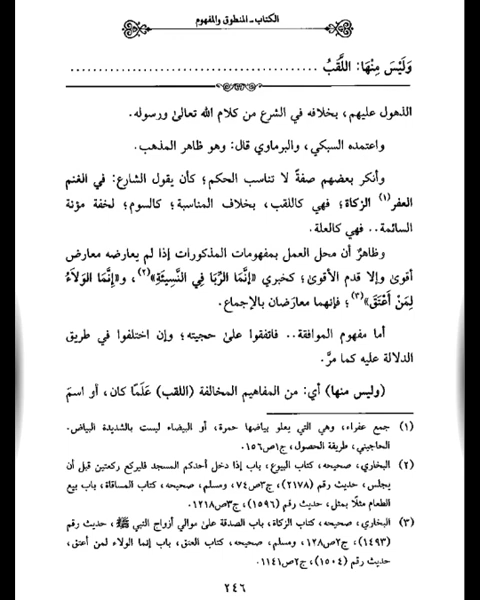 الكتاب - المنطوق والمفهوم
وَلَيْسَ مِنْهَا: اللَّقَبُ ........................................
الذهول عليهم، بخلافه في الشرع من كلام الله تعالىٰ ورسوله.
واعتمده السبكي، والبرماوي قال: وهو ظاهر المذهب.
وأنكر بعضهم صفةً لا تناسب الحكم؛ كأن يقول الشارع: في الغنم
العفر(١) الزكاة؛ فهي كاللقب، بخلاف المناسبة؛ كالسوم؛ لخفة مؤنة
السائمة.. فهي كالعلة.
وظاهرٌ أن محل العمل بمفهومات المذكورات إذا لم يعارضه معارض
أقوىٰ وإلا قدم الأقوىٰ؛ كخبري «إِنَّمَا الرِّبَا فِي النَّسِيئَةِ»(٢)، و«إِنَّمَا الوَلَاءُ
لِمَنْ أَعْتَقَ»(٣)؛ فإنهما معارَضان بالإجماع.
أما مفهوم الموافقة.. فاتفقوا علىٰ حجيته؛ وإن اختلفوا في طريق
الدلالة عليه كما مرَّ.
(وليس منها) أي: من المفاهيم المخالفة (اللقب) عَلَمًا كان، أو اسمَ
(١) جمع عفراء، وهي التي يعلو بياضها حمرة، أو البيضاء ليست بالشديدة البياض.
الحاجيني، طريقة الحصول، ج١ص١٥٦.
(٢) البخاري، صحيحه، كتاب البيوع، باب إذا دخل أحدكم المسجد فليركع ركعتين قبل أن
يجلس، حديث رقم (٢١٧٨)، ج٣ص٧٤، ومسلم، صحيحه، كتاب المساقاة، باب بيع
الطعام مثلًا بمثل، حديث رقم (١٥٩٦)، ج٣ص١٢١٨.
(٣) البخاري، صحيحه، كتاب الزكاة، باب الصدقة علىٰ موالي أزواج النبي ﷺ، حديث رقم
(١٤٩٣)، ج٢ص١٢٨، ومسلم، صحيحه، كتاب العتق، باب إنما الولاء لمن أعتق،
حديث رقم (١٥٠٤)، ج٢ص١١٤١.
٢٤٦